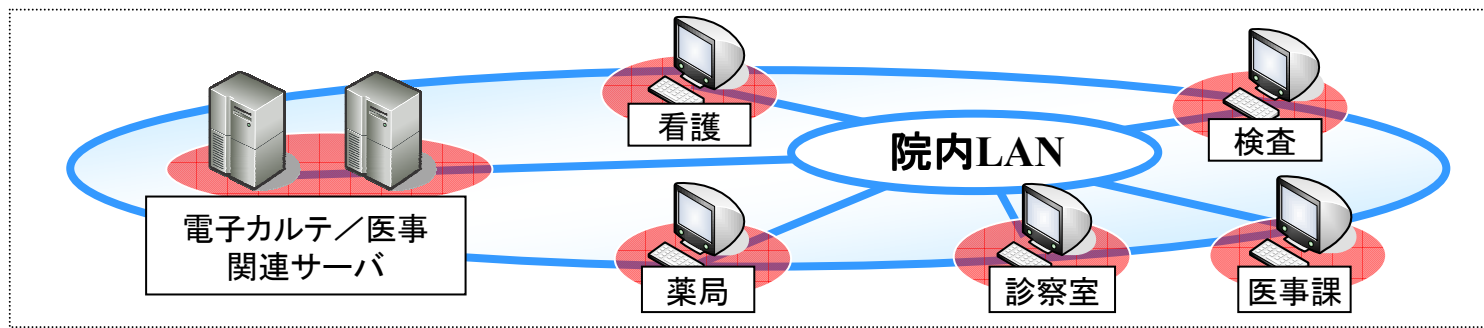 看護
院内LAN
検査
電子カルテ／医事
関連サーバ
薬局
診察室
医事課